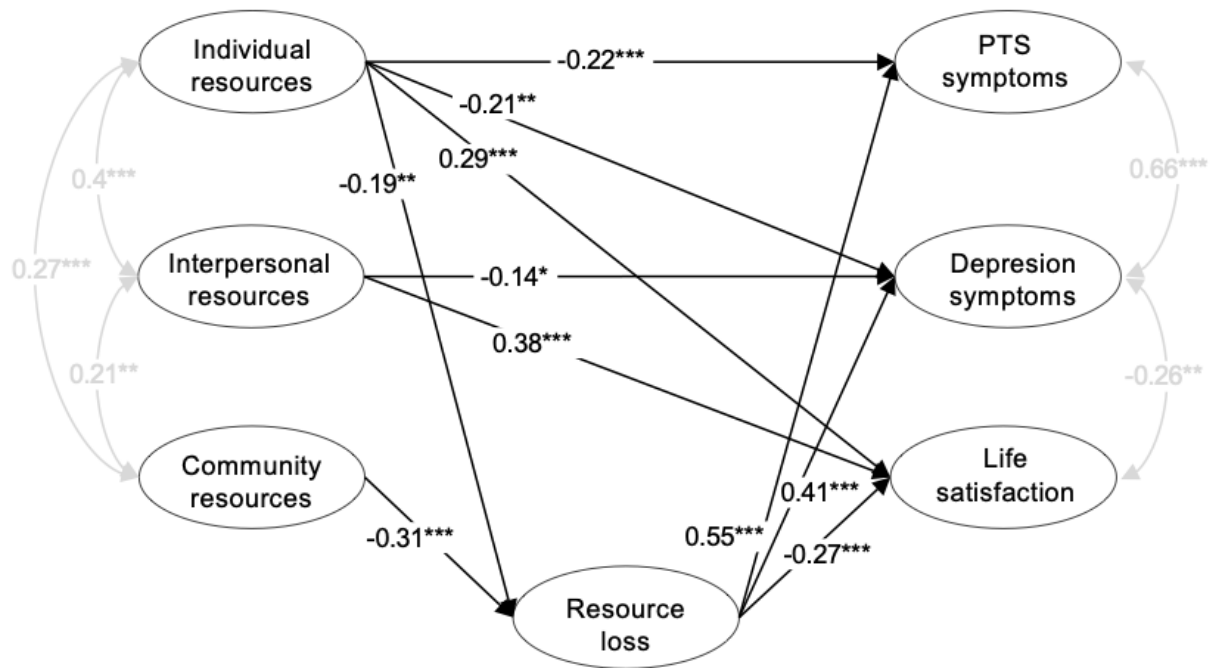 Individual
resources
PTS
symptoms
-0.22***
-0.21**
0.29***
-0.19**
0.4***
0.66***
0.27***
Interpersonal
resources
-0.14*
Depresion
symptoms
0.38***
0.21**
-0.26**
Community
resources
Life
satisfaction
0.41***
-0.31***
0.55***
-0.27***
Resource
loss